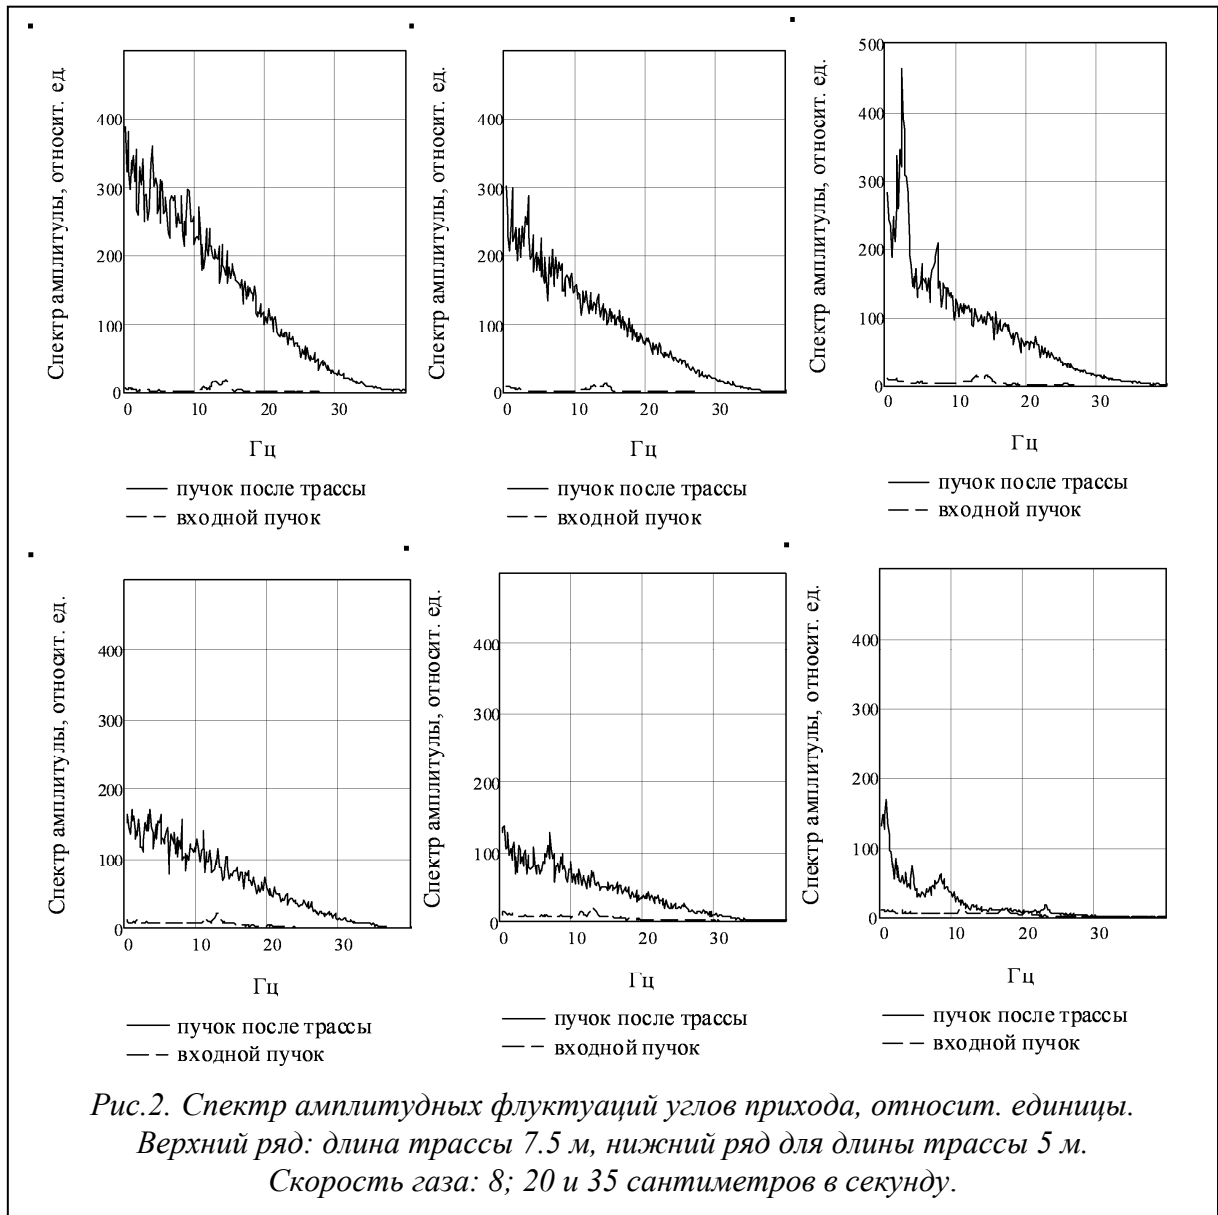 Спектр амплитулы, относит. ед.
400
300
200
100
0
0 10 20 30
Гц
пучок после трассы
входной пучок
Спектр амплитулы, относит. ед.
400
300
200
100
0
0 10 20 30
Гц
пучок после трассы
входной пучок
Спектр амплитулы, относит. ед.
500
400
300
200
100
0
0 10 20 30
Гц
пучок после трассы
входной пучок
Спектр амплитулы, относит. ед.
400
300
200
100
0
0 10 20 30
Гц
пучок после трассы
входной пучок
Спектр амплитулы, относит. ед.
400
300
200
100
0
0 10 20 30
Гц
пучок после трассы
входной пучок
Спектр амплитулы, относит. ед.
400
300
200
100
0
0 10 20 30
Гц
пучок после трассы
входной пучок
Рис.2. Спектр амплитудных флуктуаций углов прихода, относит. единицы.
Верхний ряд: длина трассы 7.5 м, нижний ряд для длины трассы 5 м.
Скорость газа: 8; 20 и 35 сантиметров в секунду.